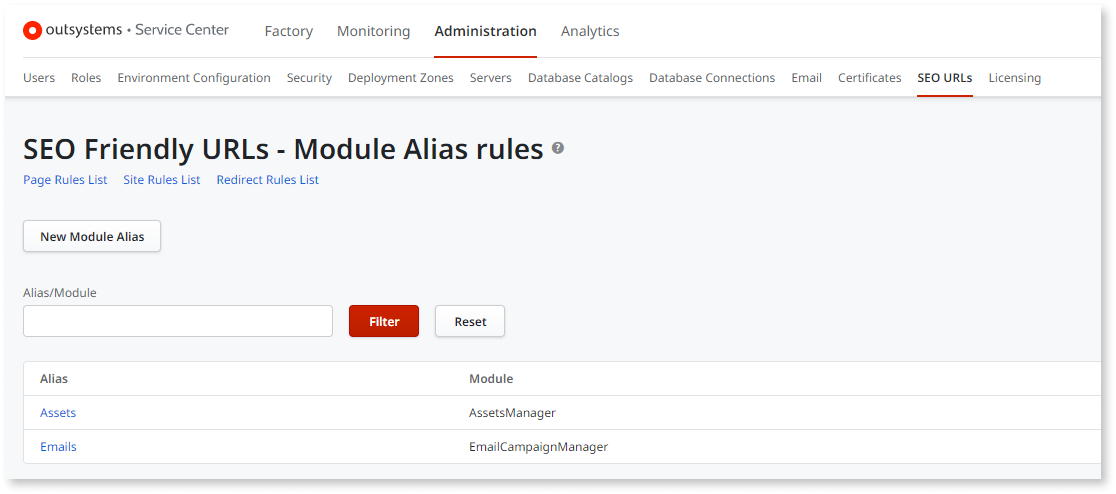 outsystems • Service Center Factory Monitoring Administration Analytics
Users Roles Environment Configuration Security Deployment Zones Servers Database Catalogs Database Connections Email Certificates SEO URLs Licensing
SEO Friendly URLs - Module Alias rules ?
Page Rules List Site Rules List Redirect Rules List
New Module Alias
Alias/Module
Filter Reset
Alias Module
Assets AssetsManager
Emails EmailCampaignManager